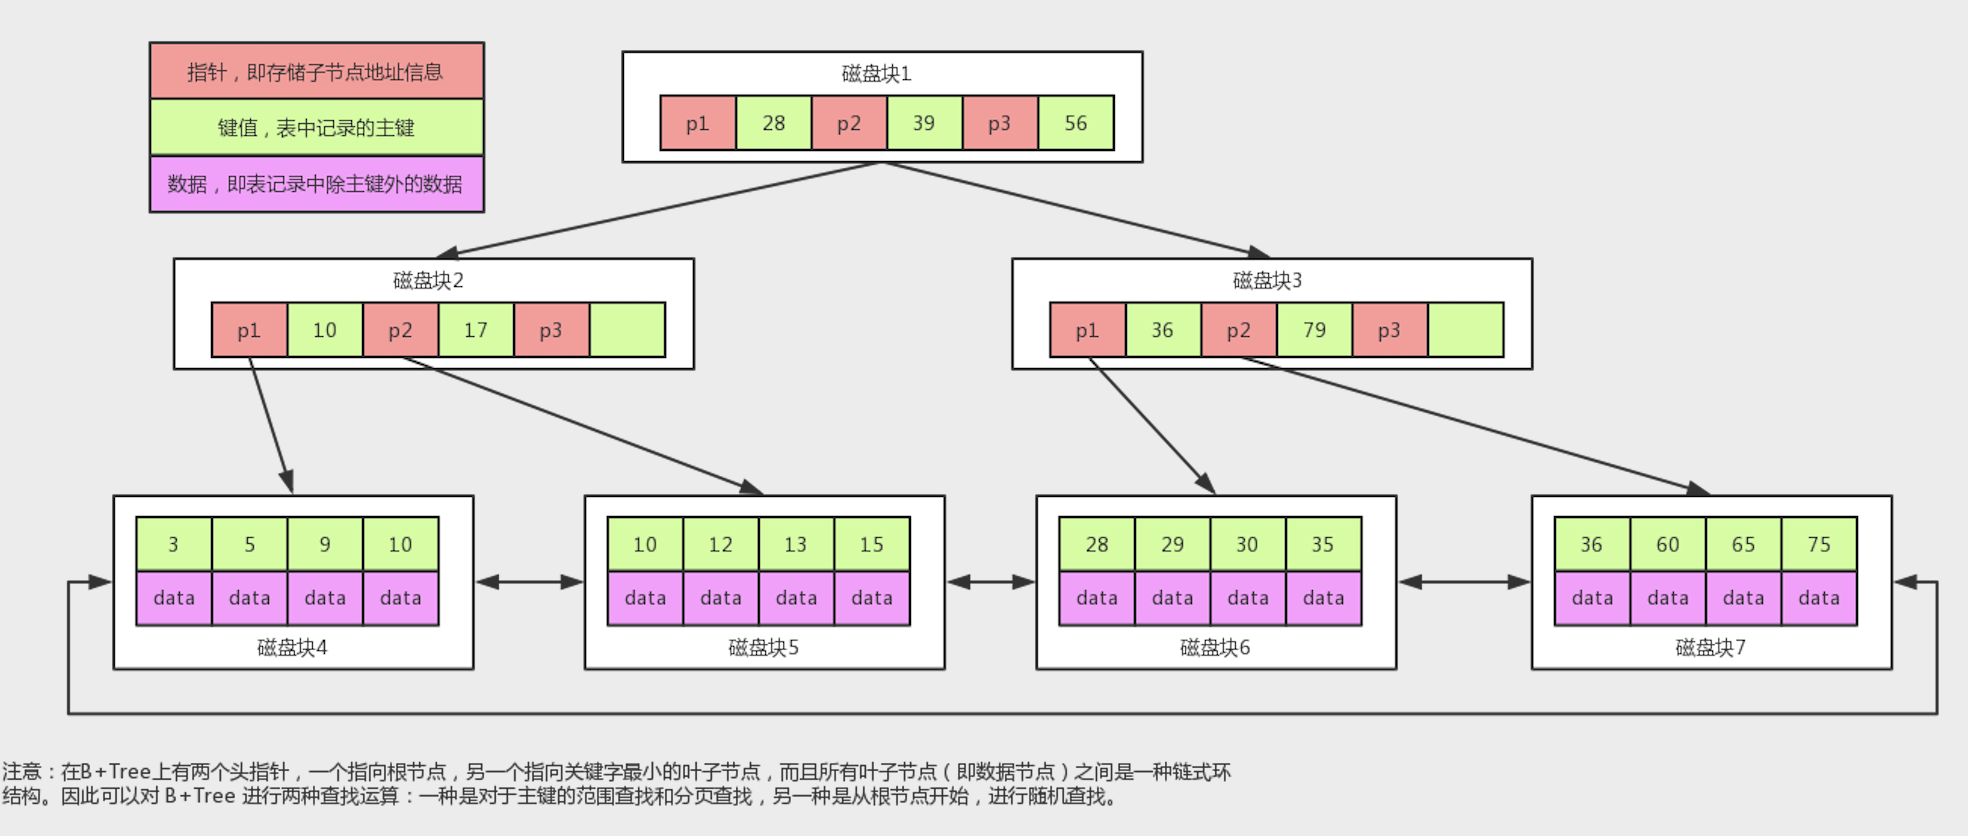 指针，即存储子节点地址信息
键值，表中记录的主键
数据，即表记录中除主键外的数据
磁盘块1
p1 28 p2 39 p3 56
磁盘块2
p1 10 p2 17 p3
磁盘块3
p1 36 p2 79 p3
3 5 9 10
data data data data
磁盘块4
10 12 13 15
data data data data
磁盘块5
28 29 30 35
data data data data
磁盘块6
36 60 65 75
data data data data
磁盘块7
注意：在B+Tree上有两个头指针，一个指向根节点，另一个指向关键字最小的叶子节点，而且所有叶子节点（即数据节点）之间是一种链式环
结构。因此可以对 B+Tree 进行两种查找运算：一种是对于主键的范围查找和分页查找，另一种是从根节点开始，进行随机查找。